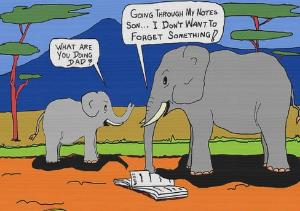 WHAT ARE
YOU DOING
DAD?
GOING THROUGH MY NOTES
SON... I DON'T WANT TO
FORGET SOMETHING!